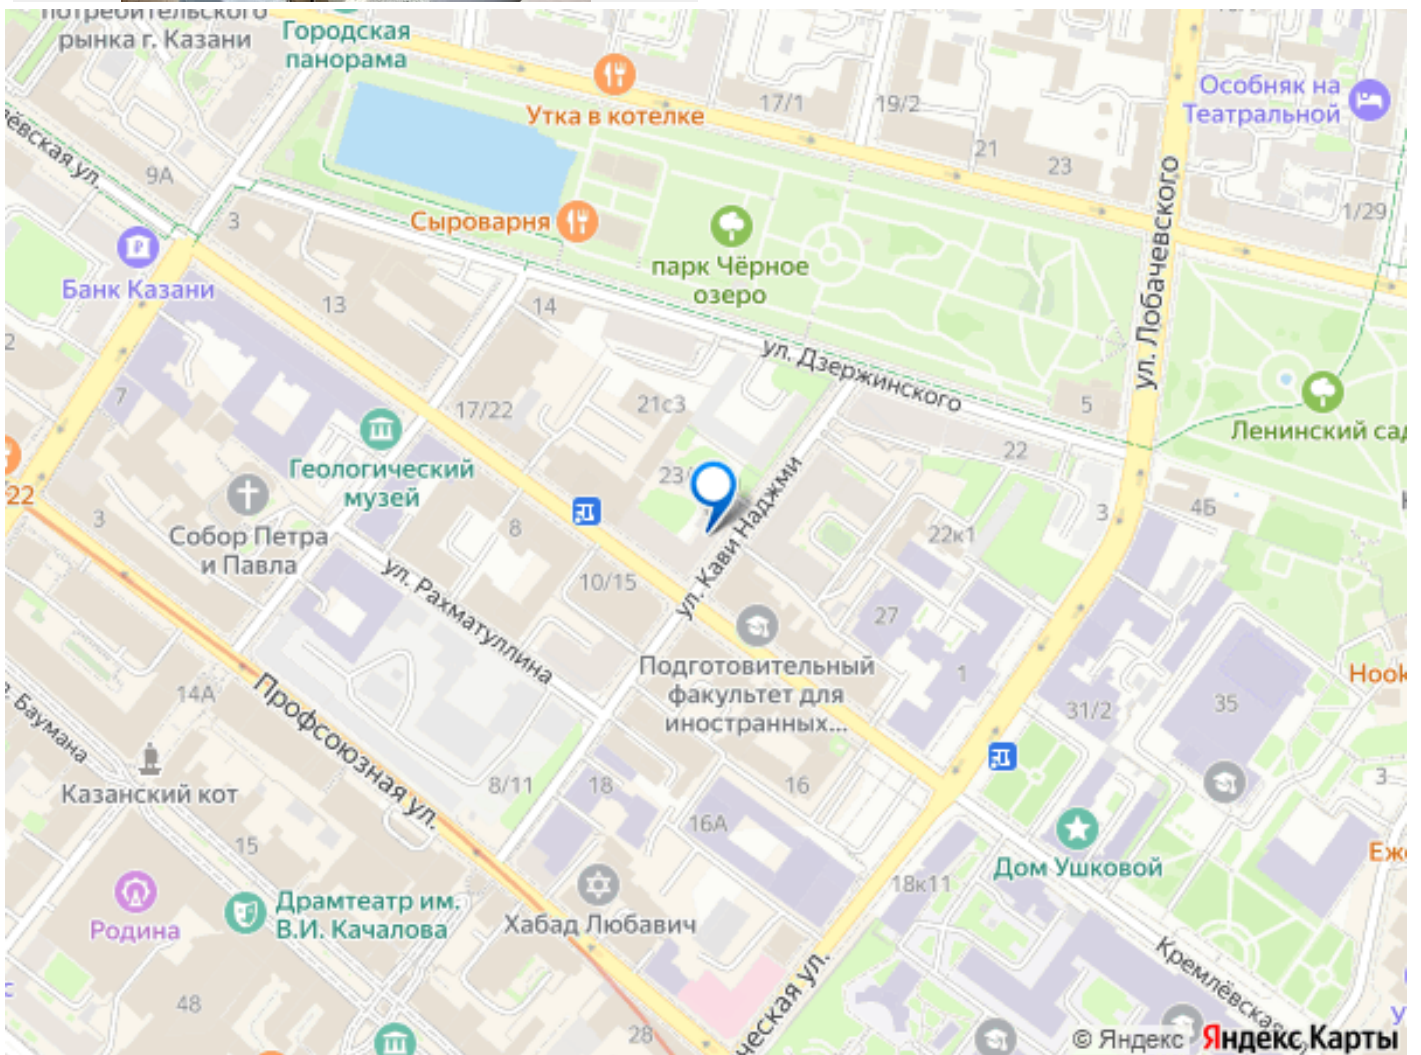 потребительского
рынка г. Казани
Городская
панорама
Утка в котелке
17/1
19/2
21
23
Особняк на
Театральной
1/29
9А
3
Сыроварня
парк Чёрное
озеро
ул. Лобачевского
Банк Казани
13
14
ул. Дзержинского
5
Ленинский сад
7
17/22
21с3
22
Геологический
музей
23/
22
3
Собор Петра
и Павла
8
ул. Кави Наджми
22к1
3
4Б
10/15
ул. Рахматуллина
27
Подготовительный
факультет для
иностранных...
1
31/2
35
Hook
14А
Профсоюзная ул.
Баумана
Казанский кот
8/11
18
16
16А
3
15
Дом Ушковой
18к11
Родина
Драмтеатр им.
В.И. Качалова
Хабад Любавич
Кремлёвская
48
28
© Яндекс
Яндекс Карты